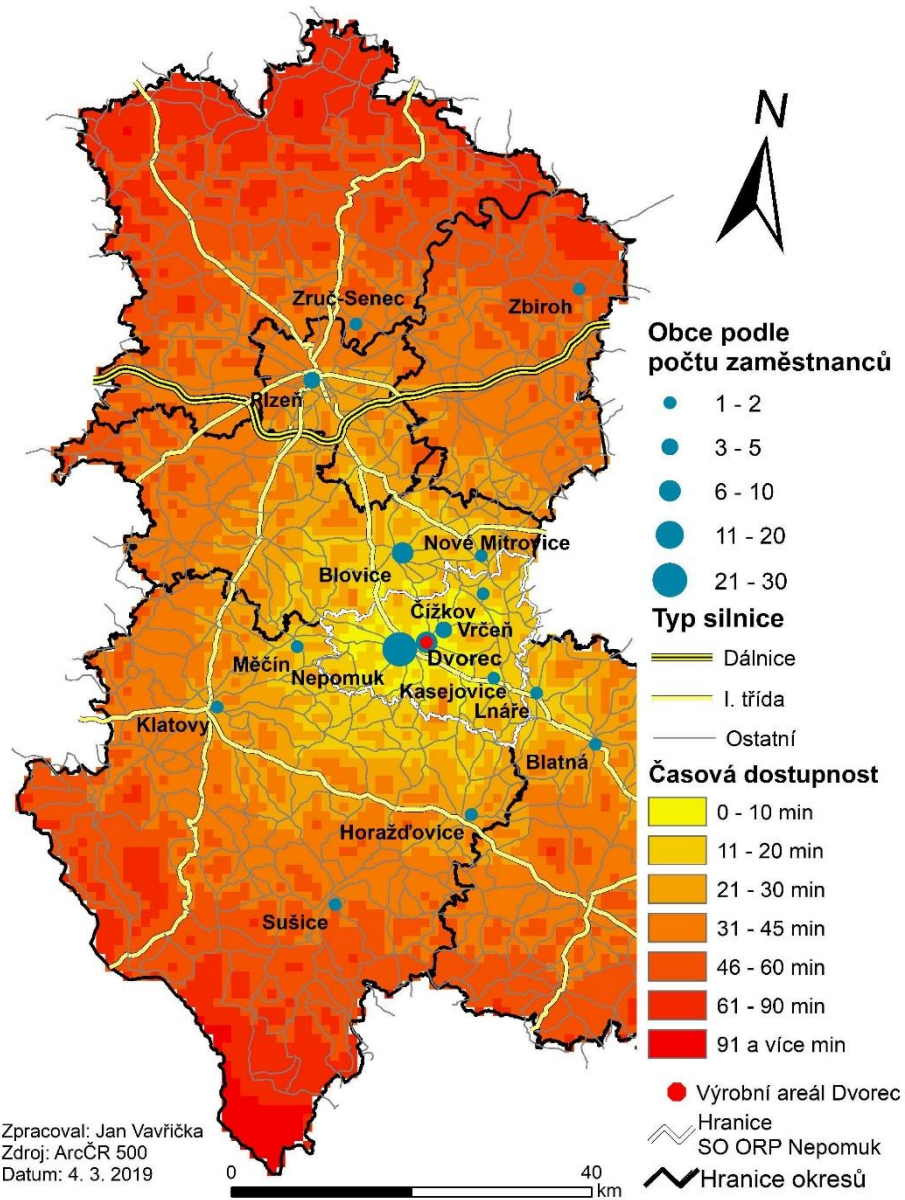 N
Zruč-Senec
Zbiroh
Plzeň
Nové Mitrovice
Blovice
Čížkov
Vrčeň
Měčín
Dvorec
Nepomuk
Kasejovice
Lnáře
Klatovy
Blatná
Horažďovice
Sušice
Obce podle
počtu zaměstnanců
1 - 2
3 - 5
6 - 10
11 - 20
21 - 30
Typ silnice
Dálnice
I. třída
Ostatní
Časová dostupnost
0 - 10 min
11 - 20 min
21 - 30 min
31 - 45 min
46 - 60 min
61 - 90 min
91 a více min
Výrobní areál Dvorec
Hranice
SO ORP Nepomuk
Hranice okresů
Zpracoval: Jan Vavřička
Zdroj: ArcČR 500
Datum: 4. 3. 2019
0 40
km